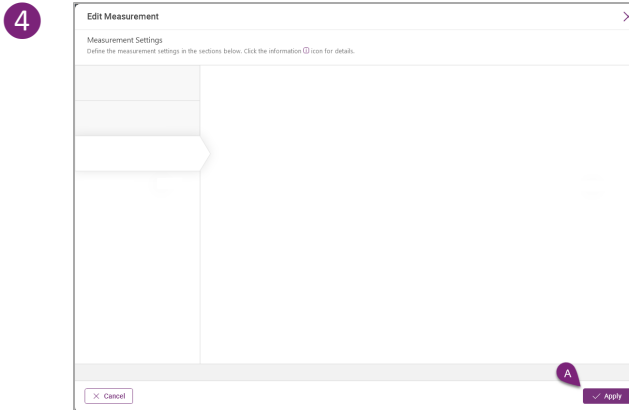 4
Edit Measurement
Measurement Settings
Define the measurement settings in the sections below. Click the information ⓘ icon for details.
A
Cancel
Apply